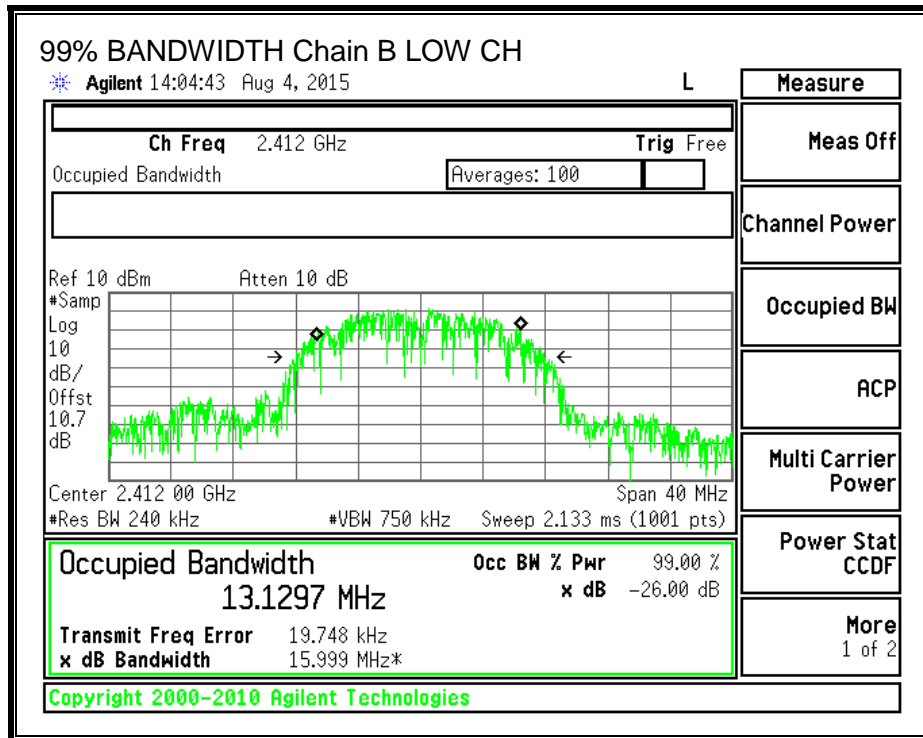 99% BANDWIDTH Chain B LOW CH
Agilent 14:04:43 Aug 4, 2015 L
Measure
Ch Freq 2.412 GHz Trig Free
Meas Off
Occupied Bandwidth Averages: 100
Channel Power
Ref 10 dBm Atten 10 dB
#Samp
Log
10
dB/
Offst
10.7
dB
Occupied BW
ACP
Center 2.412 00 GHz Span 40 MHz
#Res BW 240 kHz #VBW 750 kHz Sweep 2.133 ms (1001 pts)
Multi Carrier
Power
Occupied Bandwidth Occ BW % Pwr 99.00 %
13.1297 MHz x dB -26.00 dB
Power Stat
CCDF
Transmit Freq Error 19.748 kHz
x dB Bandwidth 15.999 MHz*
More
1 of 2
Copyright 2000-2010 Agilent Technologies